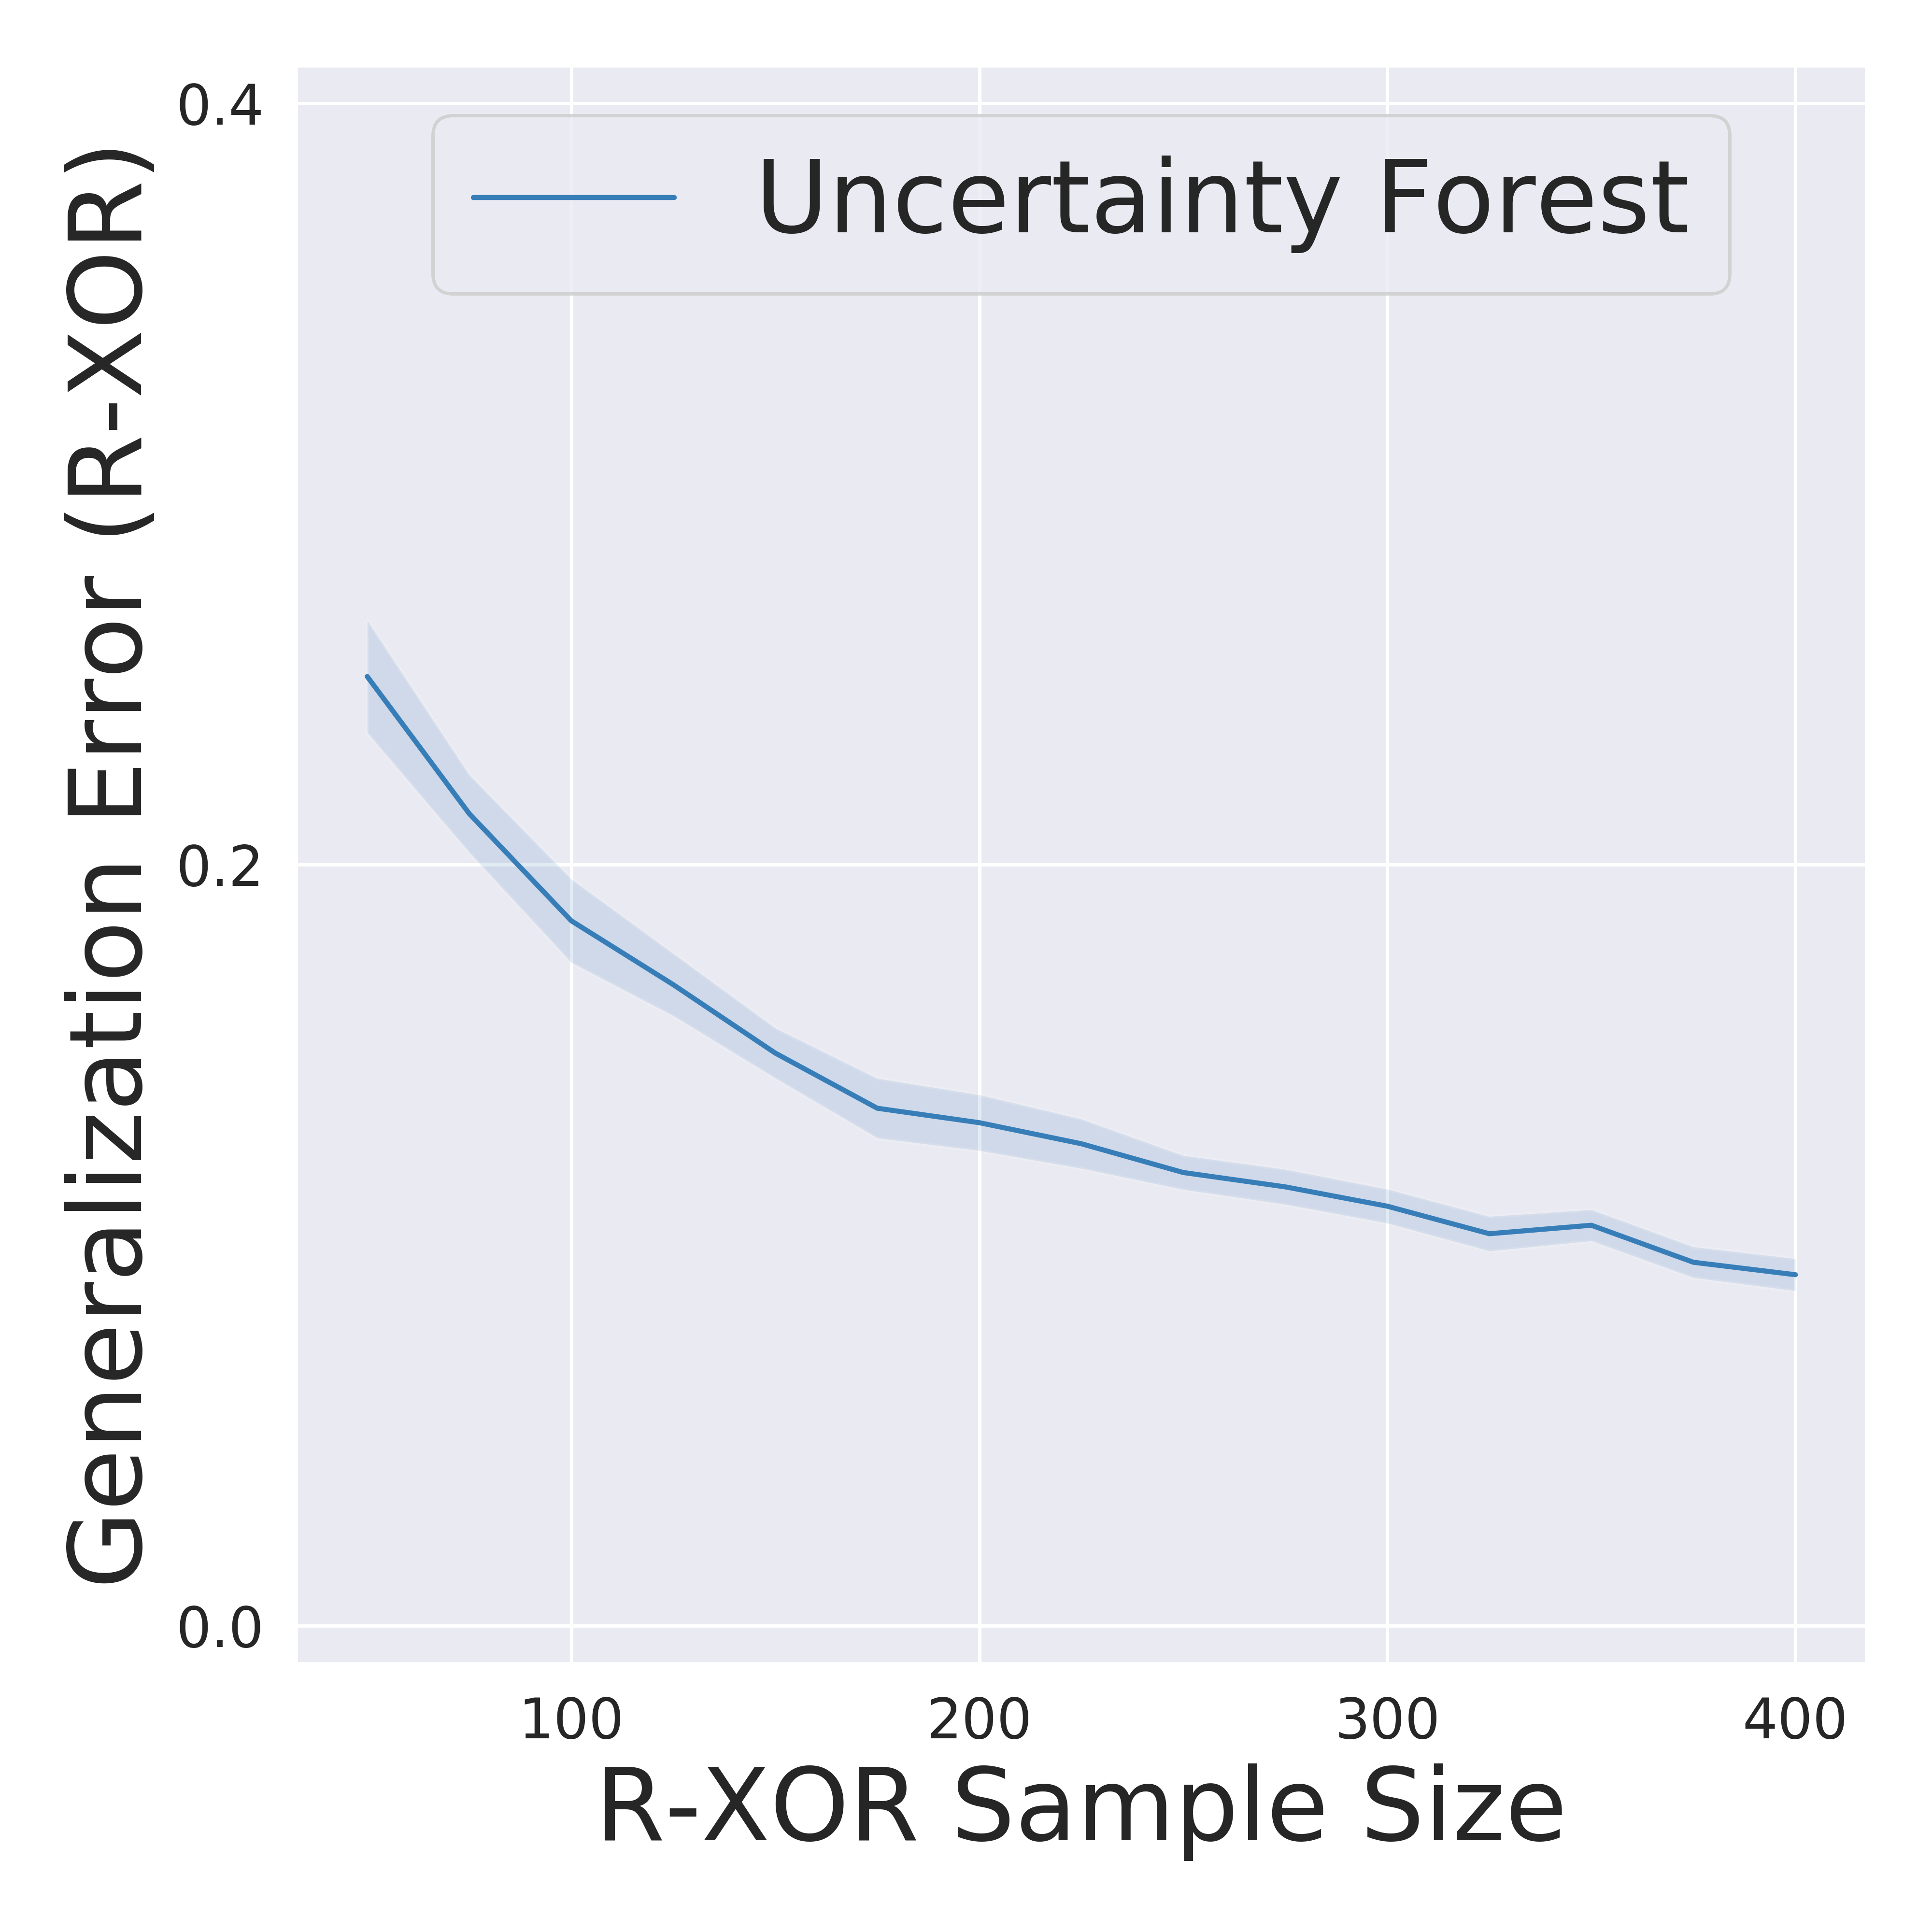 Generalization Error (R-XOR)
0.4
0.2
0.0
Uncertainty Forest
100 200 300 400
R-XOR Sample Size